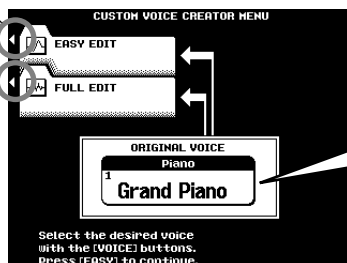 CUSTOM VOICE CREATOR MENU
EASY EDIT
FULL EDIT
ORIGINAL VOICE
Piano
1
Grand Piano
Select the desired voice
with the [VOICE] buttons.
Press [EASY] to continue.